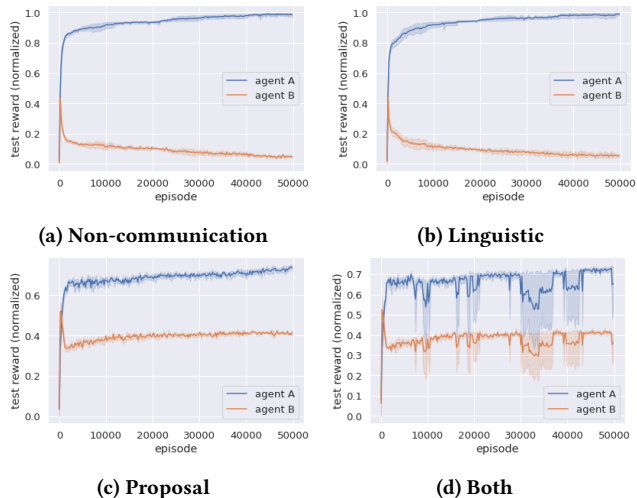 test reward (normalized)
1.0
0.8
0.6
0.4
0.2
0.0
agent A
agent B
0 10000 20000 30000 40000 50000
episode
(a) Non-communication
test reward (normalized)
1.0
0.8
0.6
0.4
0.2
0.0
agent A
agent B
0 10000 20000 30000 40000 50000
episode
(b) Linguistic
test reward (normalized)
0.6
0.4
0.2
0.0
agent A
agent B
0 10000 20000 30000 40000 50000
episode
(c) Proposal
test reward (normalized)
0.7
0.6
0.5
0.4
0.3
0.2
0.1
0.0
agent A
agent B
0 10000 20000 30000 40000 50000
episode
(d) Both